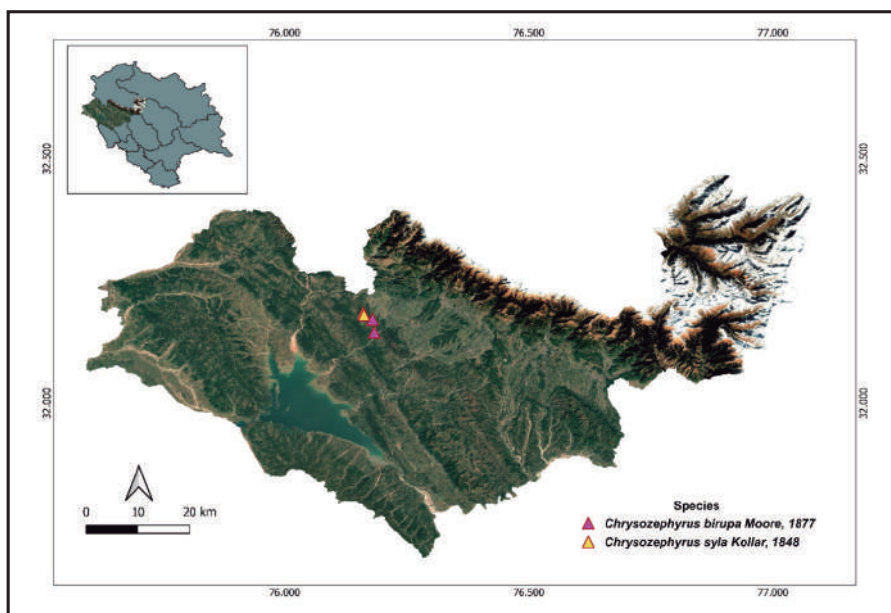 76.000 76.500 77.000
32.500 32.500
32.000 32.000
0 10 20 km
Species
Chrysozephyrus birupa Moore, 1877
Chrysozephyrus syla Kollar, 1848
76.000 76.500 77.000